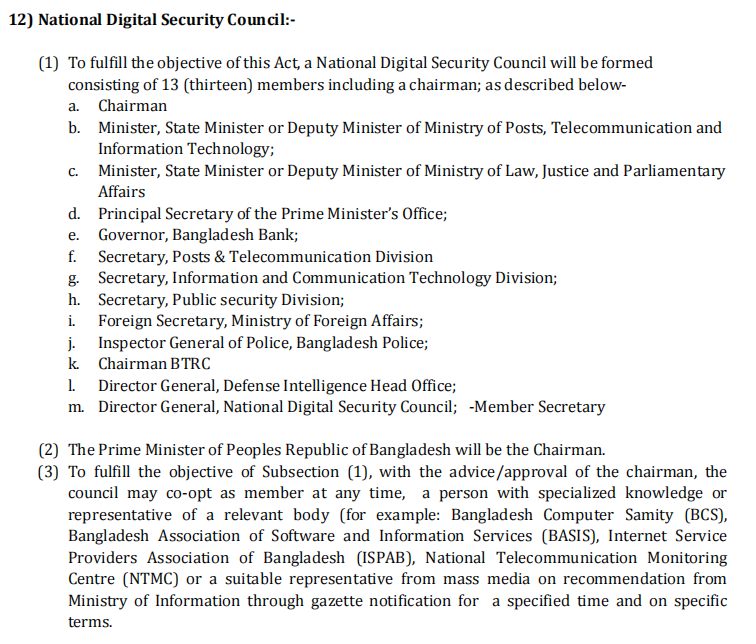 12) National Digital Security Council:-
(1) To fulfill the objective of this Act, a National Digital Security Council will be formed
consisting of 13 (thirteen) members including a chairman; as described below-
a. Chairman
b. Minister, State Minister or Deputy Minister of Ministry of Posts, Telecommunication and
Information Technology;
c. Minister, State Minister or Deputy Minister of Ministry of Law, Justice and Parliamentary
Affairs
d. Principal Secretary of the Prime Minister's Office;
e. Governor, Bangladesh Bank;
f. Secretary, Posts & Telecommunication Division
g. Secretary, Information and Communication Technology Division;
h. Secretary, Public security Division;
i. Foreign Secretary, Ministry of Foreign Affairs;
j. Inspector General of Police, Bangladesh Police;
k. Chairman BTRC
l. Director General, Defense Intelligence Head Office;
m. Director General, National Digital Security Council; -Member Secretary
(2) The Prime Minister of Peoples Republic of Bangladesh will be the Chairman.
(3) To fulfill the objective of Subsection (1), with the advice/approval of the chairman, the
council may co-opt as member at any time, a person with specialized knowledge or
representative of a relevant body (for example: Bangladesh Computer Samity (BCS),
Bangladesh Association of Software and Information Services (BASIS), Internet Service
Providers Association of Bangladesh (ISPAB), National Telecommunication Monitoring
Centre (NTMC) or a suitable representative from mass media on recommendation from
Ministry of Information through gazette notification for a specified time and on specific
terms.